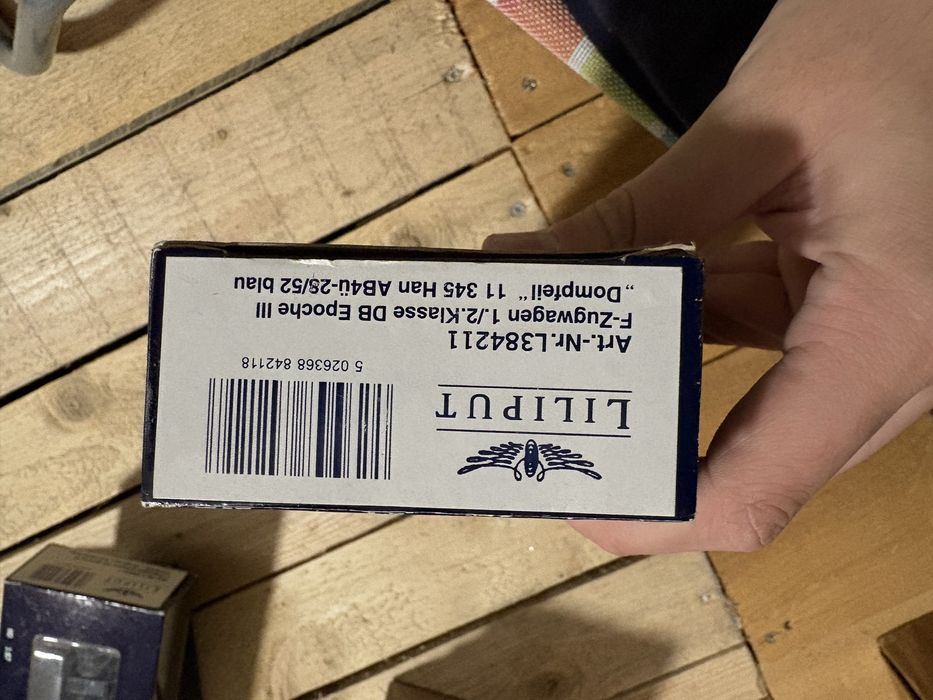 LILIPUT
Art.-Nr.L384211
F-Zugwagen 1./2.Klasse DB Epoche III
„Dompfeil“ 11 345 Han AB4ü-28/52 blau
5 026368 842118
LILIPUT